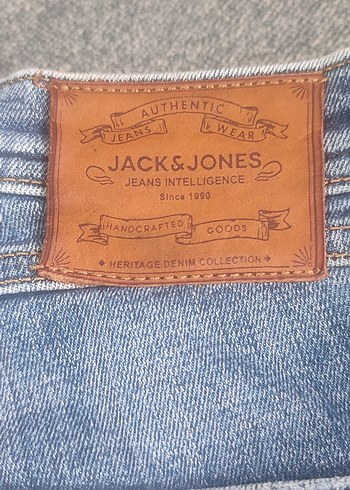 AUTHENTIC
JEANS WEAR
JACK&JONES
JEANS INTELLIGENCE
Since 1990
HANDCRAFTED GOODS
HERITAGE DENIM COLLECTION